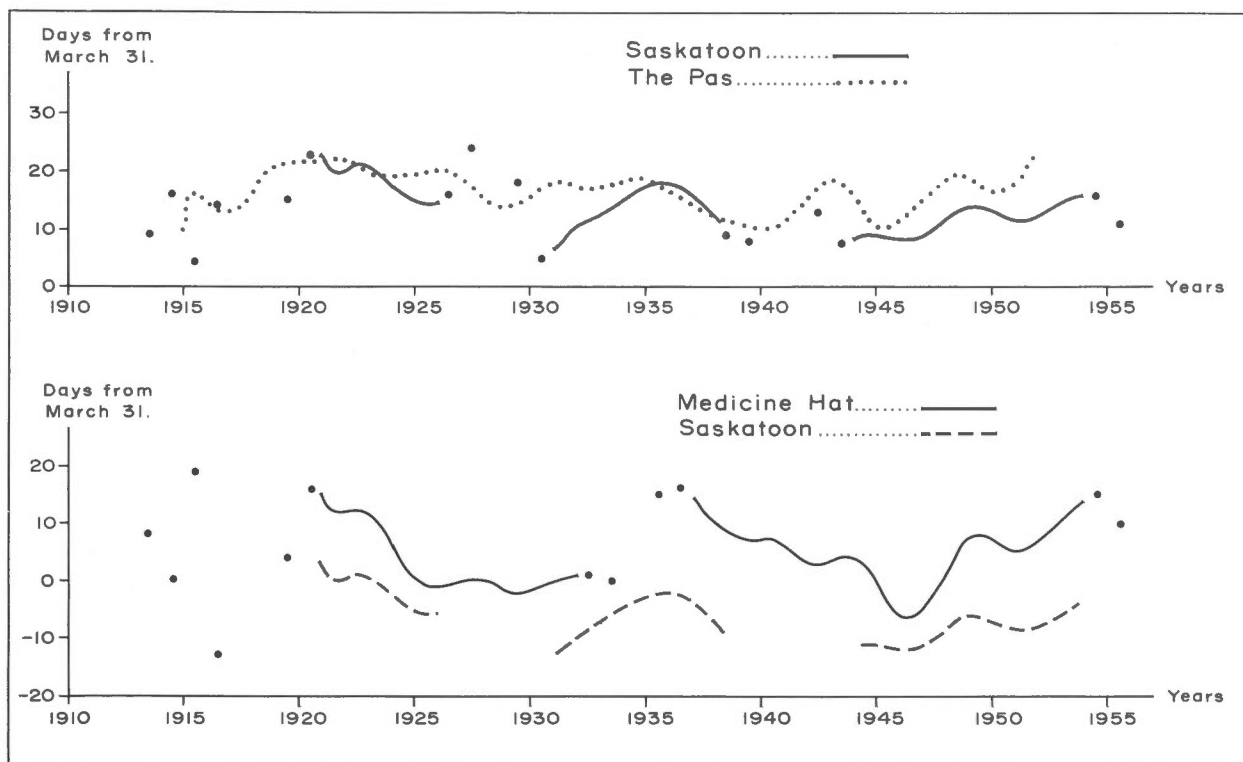 Days from
March 31.
Saskatoon
The Pas
30
20
10
0
1910 1915 1920 1925 1930 1935 1940 1945 1950 1955
Years
Days from
March 31.
Medicine Hat
Saskatoon
20
10
0
-10
-20
Years
1910 1915 1920 1925 1930 1935 1940 1945 1950 1955